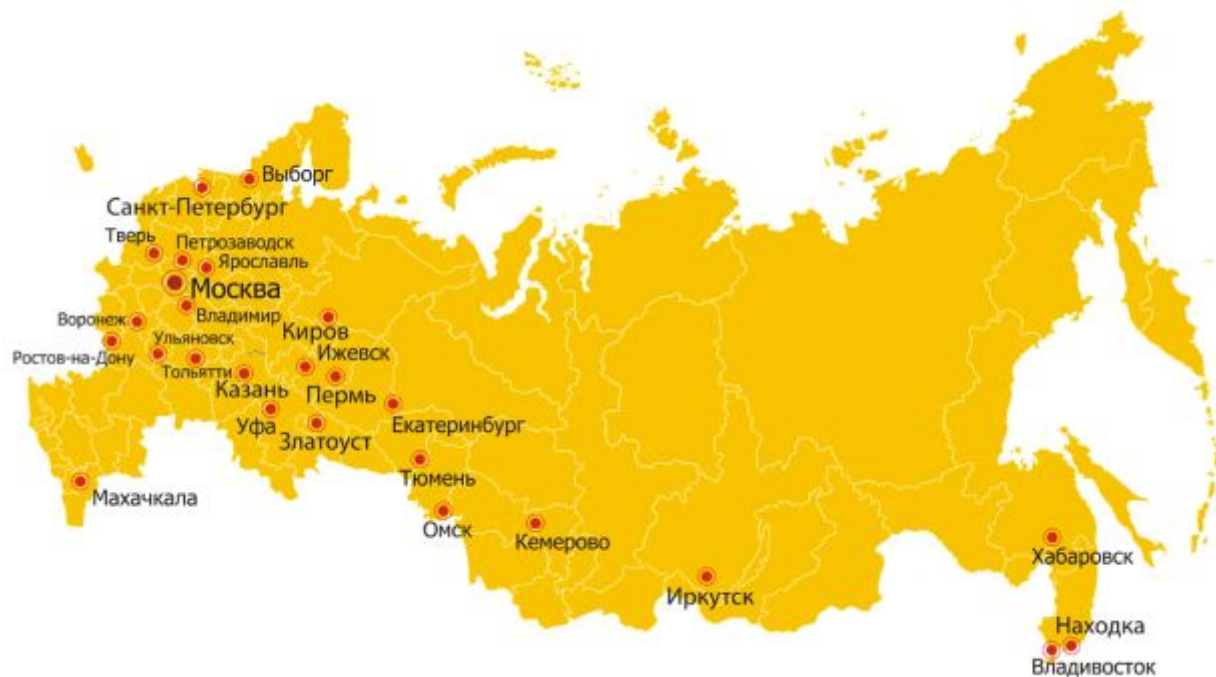 Выборг
Санкт-Петербург
Тверь
Петрозаводск
Ярославль
Москва
Владимир
Воронеж
Киров
Ульяновск
Ижевск
Ростов-на-Дону
Тольятти
Казань
Пермь
Уфа
Златоуст
Екатеринбург
Тюмень
Махачкала
Омск
Кемерово
Хабаровск
Иркутск
Находка
Владивосток